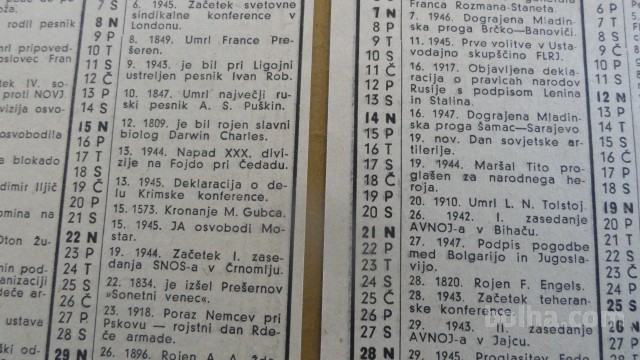 rodil pesnik
pripoved-
oslovec Fran
tek IV. so-
proti NOVJ.
vizija osvo-
osvobodila
a blokado
dimir Iljič
omina na
Oton Žu-
din pod-
ganizaciji
deče ar-
ustava
7 S
8 N
9 P
10 T
11 S
12 Č
13 P
14 S
15 N
16 P
17 T
18 S
19 Č
20 P
21 S
22 N
23 P
24 T
25 S
26 Č
27 P
28 S
29 N
6. 1945. Začetek svetovne
sindikalne konference v
Londonu.
8. 1849. Umrl France Pre-
šeren.
9. 1943. je bil pri Ligojni
ustreljen pesnik Ivan Rob.
10. 1847. Umrl največji ru-
ski pesnik A. S. Puškin.
12. 1809. je bil rojen slavni
biolog Darwin Charles.
13. 1944. Napad XXX. divi-
zije na Fojdo pri Čedadu.
13. 1945. Deklaracija o de-
lu Krimske konference.
15. 1573. Kronanje M. Gubca.
15. 1945. JA osvobodi Mo-
star.
19. 1944. Začetek I. zase-
danja SNOS-a v Črnomlju.
22. 1834. je izšel Prešernov
»Sonetni venec«.
23. 1918. Poraz Nemcev pri
Pskovu — rojstni dan Rde-
če armade.
26. 1896. Rojen A. A. Žda-
7 N
8 P
9 T
10 S
11 Č
12 P
13 S
14 N
15 P
16 T
17 S
18 Č
19 P
20 S
21 N
22 P
23 T
24 S
25 Č
26 P
27 S
28 N
Franca Rozmana-Staneta.
7. 1946. Dograjena Mladin-
ska proga Brčko—Banoviči.
11. 1945. Prve volitve v Usta-
vodajno skupščino FLRJ.
16. 1917. Objavljena dekla-
racija o pravicah narodov
Rusije s podpisom Lenina
in Stalina.
16. 1947. Dograjena Mladin-
ska proga Šamac—Sarajevo
19. nov. Dan sovjetske ar-
tilerije.
19. 1944. Maršal Tito pro-
glašen za narodnega he-
roja.
20. 1910. Umrl L. N. Tolstoj.
26. 1942. I. zasedanje
AVNOJ-a v Bihaču.
27. 1947. Podpis pogodbe
med Bolgarijo in Jugosla-
vijo.
28. 1820. Rojen F. Engels.
28. 1943. Začetek teheran-
ske konference.
29. 1943. II. zasedanje
AVNOJ-a v Jajcu.
29. 1945. Proglasitev Fede-
6 P
7 T
8 S
9 Č
10 P
11 S
12 N
13 P
14 T
15 S
16 Č
17 P
18 S
19 N
20 P
21 T
22 S
23 Č
24 P
25 S
26 N
27 P
bolha.com